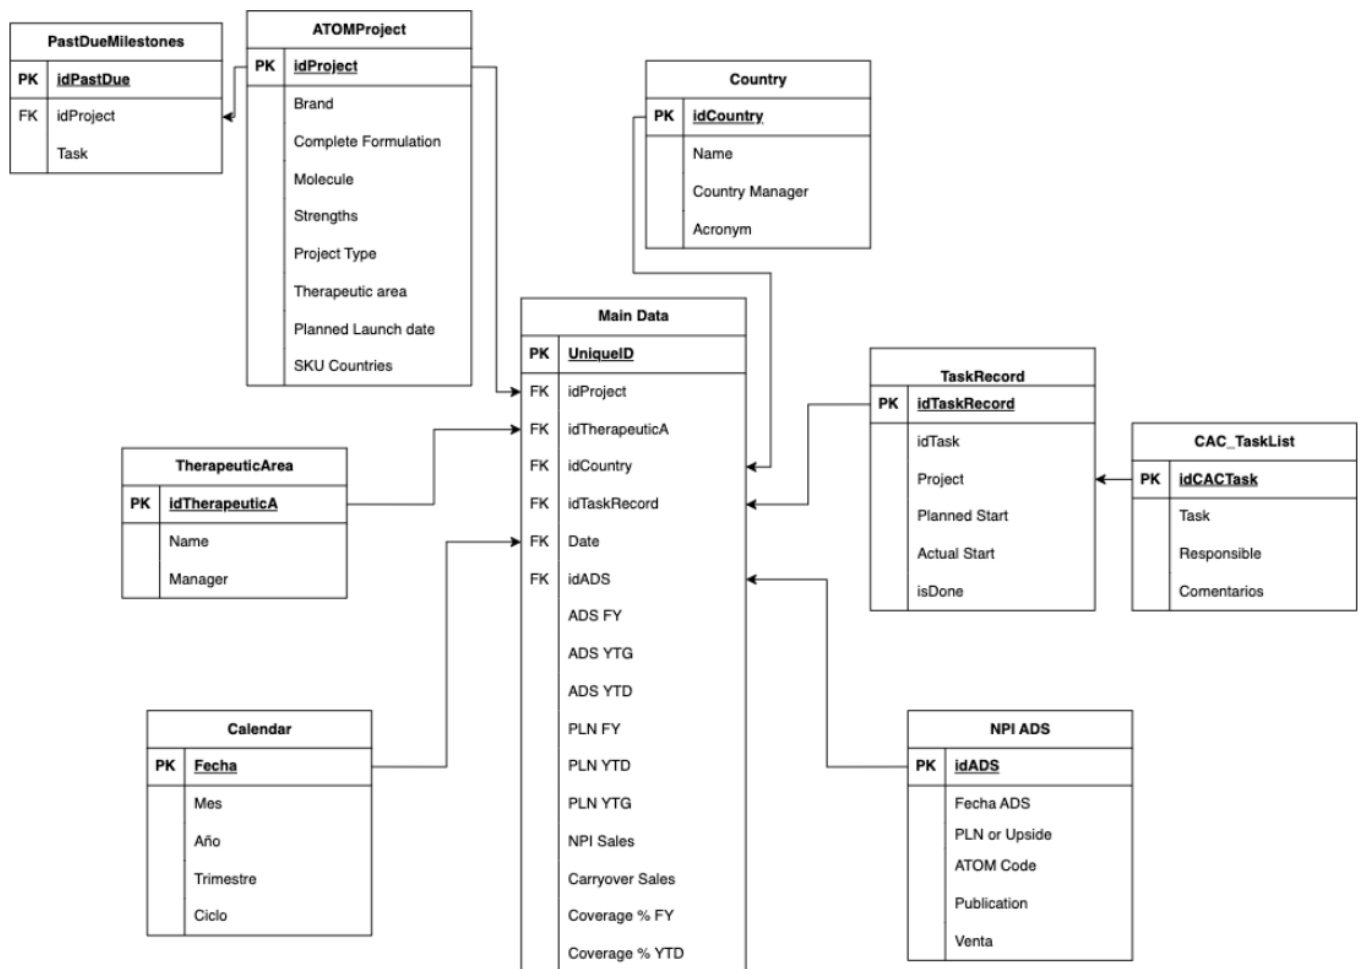 PastDueMilestones
PK idPastDue
FK idProject
Task
ATOMProject
PK idProject
Brand
Complete Formulation
Molecule
Strengths
Project Type
Therapeutic area
Planned Launch date
SKU Countries
Country
PK idCountry
Name
Country Manager
Acronym
Main Data
PK UniqueID
FK idProject
FK idTherapeuticA
FK idCountry
FK idTaskRecord
FK Date
FK idADS
ADS FY
ADS YTG
ADS YTD
PLN FY
PLN YTD
PLN YTG
NPI Sales
Carryover Sales
Coverage % FY
Coverage % YTD
TherapeuticArea
PK idTherapeuticA
Name
Manager
TaskRecord
PK idTaskRecord
idTask
Project
Planned Start
Actual Start
isDone
CAC_TaskList
PK idCACTask
Task
Responsible
Comentarios
Calendar
PK Fecha
Mes
Año
Trimestre
Ciclo
NPI ADS
PK idADS
Fecha ADS
PLN or Upside
ATOM Code
Publication
Venta